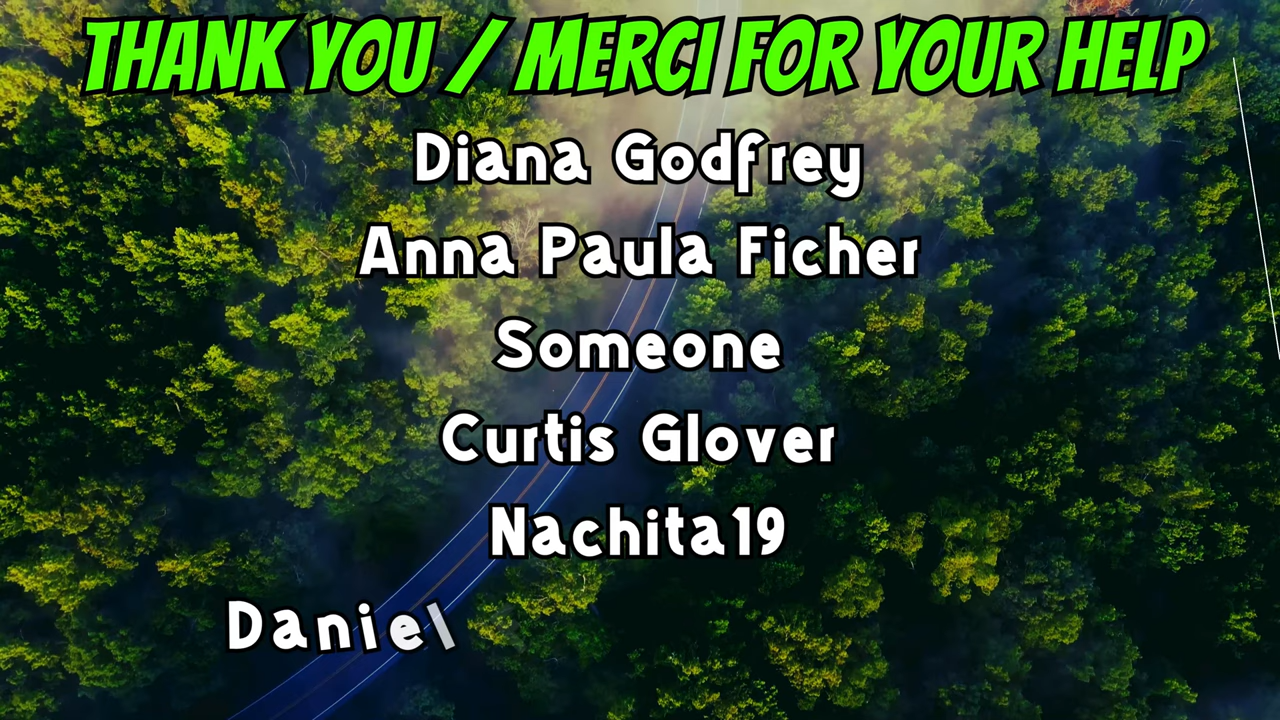 THANK YOU / MERCI FOR YOUR HELP
Diana Godfrey
Anna Paula Ficher
Someone
Curtis Glover
Nachita19
Daniel